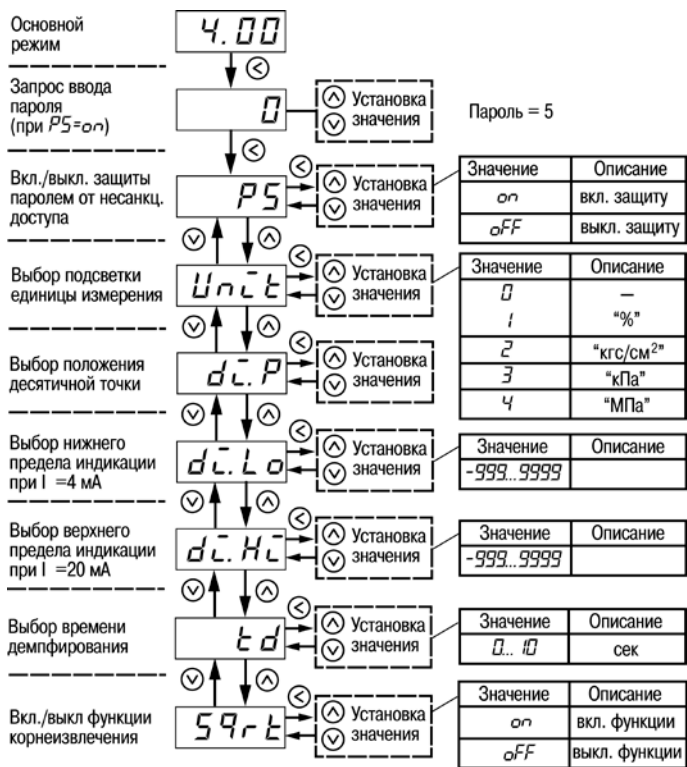 Основной
режим
4.00
Запрос ввода
пароля
(при PS=on)
0
Установка
значения
Пароль = 5
Вкл./выкл. защиты
паролем от несанкц.
доступа
PS
Установка
значения
Значение Описание
on вкл. защиту
oFF выкл. защиту
Выбор подсветки
единицы измерения
Unit
Установка
значения
Значение Описание
0 –
1 “%”
2 “кгс/см²”
3 “кПа”
4 “МПа”
Выбор положения
десятичной точки
di.P
Установка
значения
Выбор нижнего
предела индикации
при I =4 мА
di.Lo
Установка
значения
Значение Описание
-999...9999
Выбор верхнего
предела индикации
при I =20 мА
di.Hi
Установка
значения
Значение Описание
-999...9999
Выбор времени
демпфирования
td
Установка
значения
Значение Описание
0... 10 сек
Вкл./выкл функции
корнеизвлечения
Sqrt
Установка
значения
Значение Описание
on вкл. функции
oFF выкл. функции